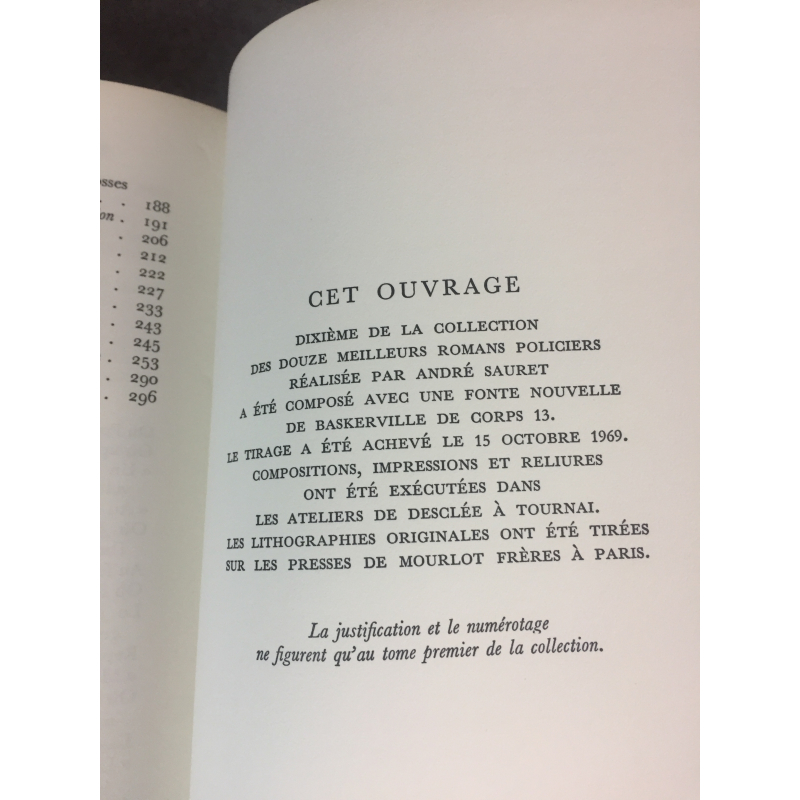 188
191
. 206
. 212
. 222
. 227
. 233
. 243
. 245
. 253
. 290
. 296
CET OUVRAGE
DIXIÈME DE LA COLLECTION
DES DOUZE MEILLEURS ROMANS POLICIERS
RÉALISÉE PAR ANDRÉ SAURET
A ÉTÉ COMPOSÉ AVEC UNE FONTE NOUVELLE
DE BASKERVILLE DE CORPS 13.
LE TIRAGE A ÉTÉ ACHEVÉ LE 15 OCTOBRE 1969.
COMPOSITIONS, IMPRESSIONS ET RELIURES
ONT ÉTÉ EXÉCUTÉES DANS
LES ATELIERS DE DESCLÉE À TOURNAI.
LES LITHOGRAPHIES ORIGINALES ONT ÉTÉ TIRÉES
SUR LES PRESSES DE MOURLOT FRÈRES À PARIS.
La justification et le numérotage
ne figurent qu'au tome premier de la collection.